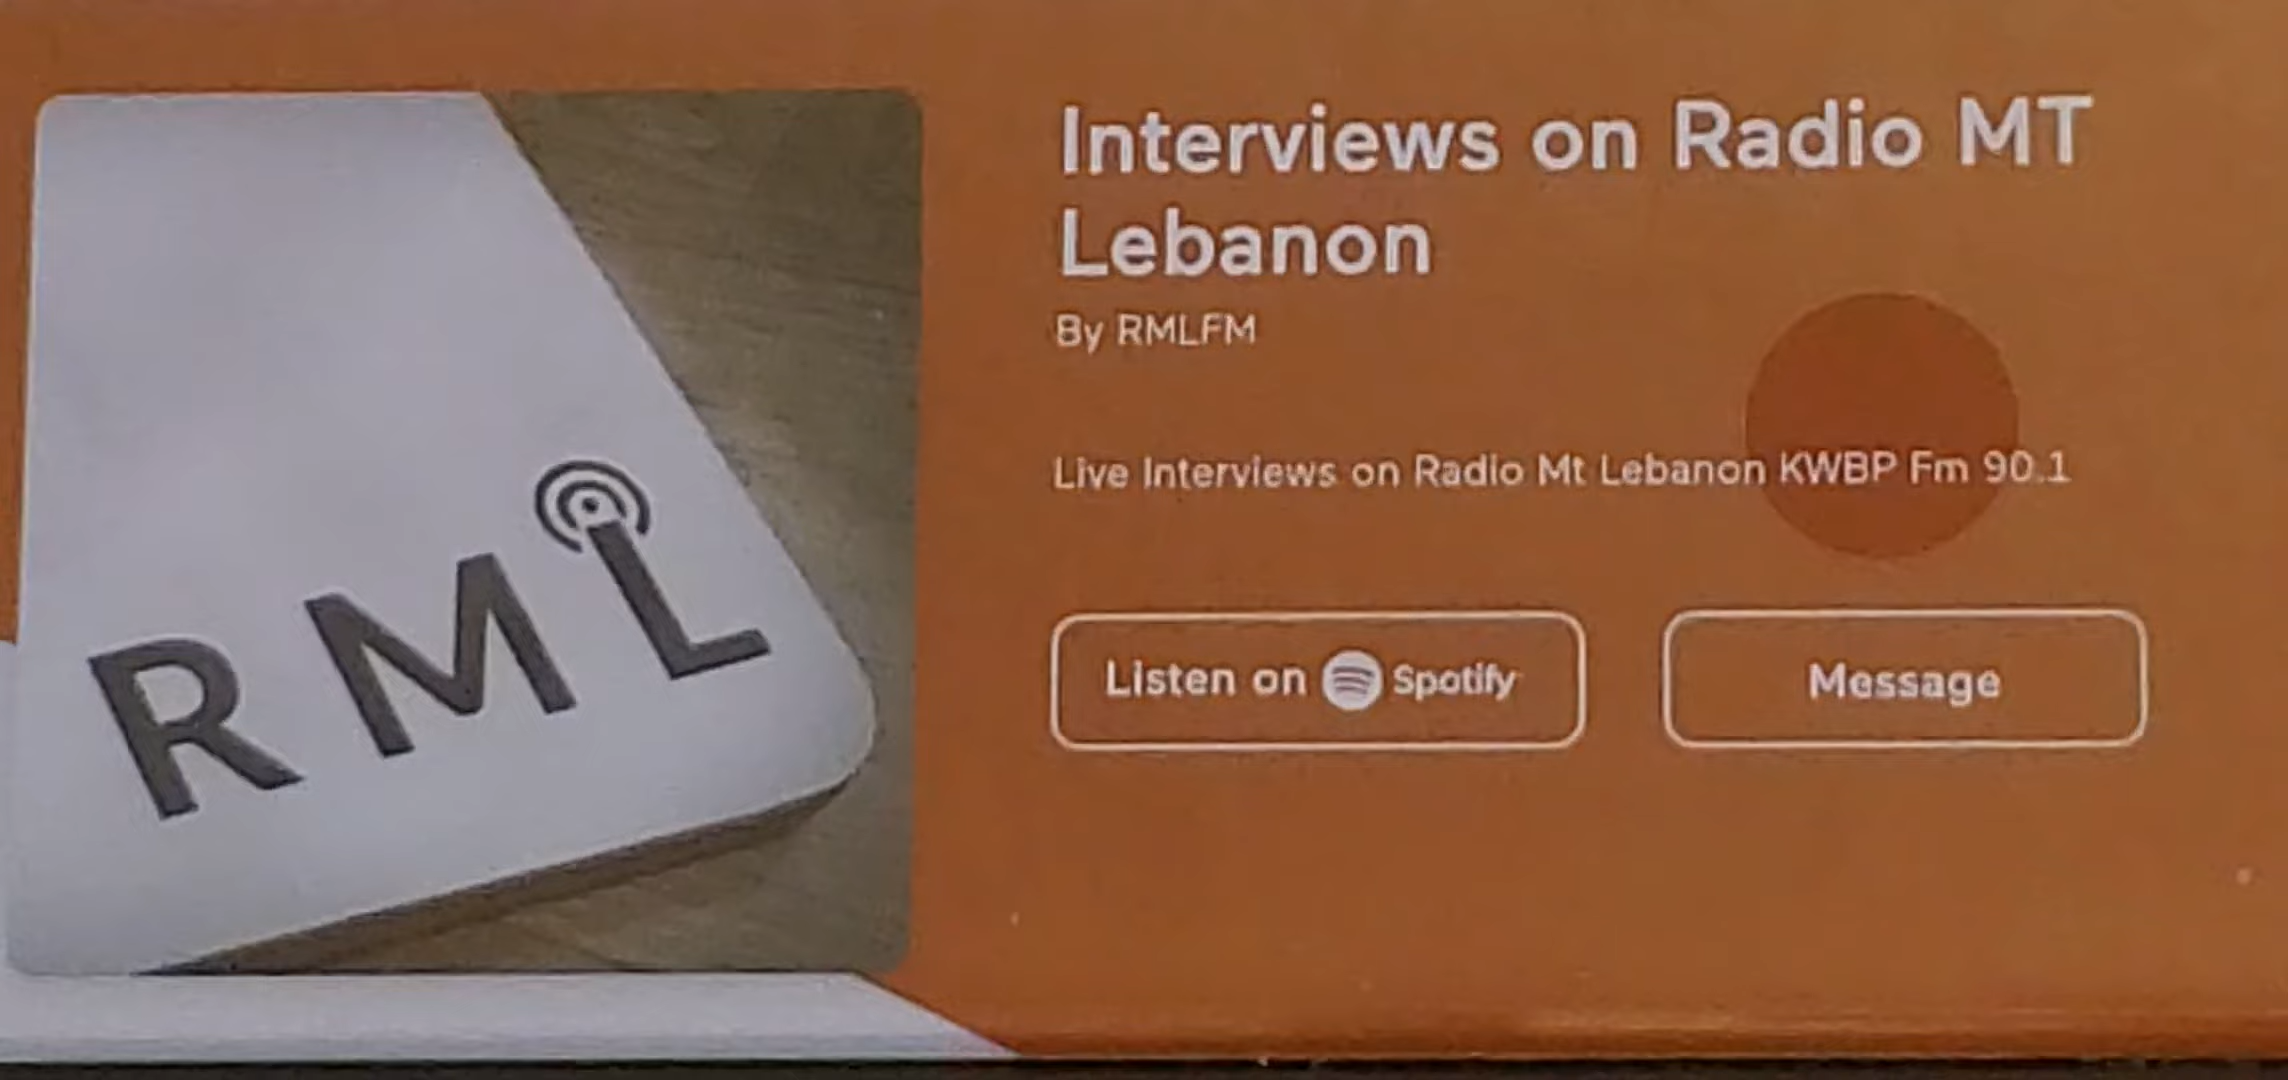 Interviews on Radio MT
Lebanon
By RMLFM
Live Interviews on Radio Mt Lebanon KWBP Fm 90.1
Listen on Spotify
Message
RML